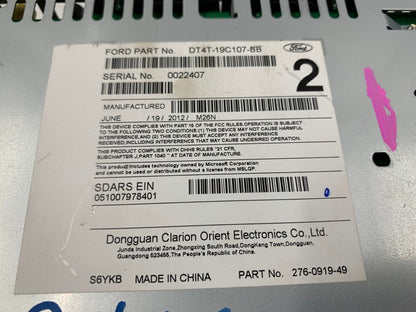 FORD PART No. DT4T-19C107-BB Ford
SERIAL No. 0022407
2
MANUFACTURED
JUNE /19/ 2012/ M26N
THIS DEVICE COMPLIES WITH PART 15 OF THE FCC RULES OPERATION IS SUBJECT
TO THE FOLLOWING TWO CONDITIONS (1) THIS DEVICE MAY NOT CAUSE HARMFUL
INTERFERENCE,AND (2) THIS DEVICE MUST ACCEPT ANY INTERFERENCE
RECEIVED,INCLUDING INTERFERENCE THAT MAY CAUSE UNDESIRED OPERATION.
THIS PRODUCT COMPLIES WITH DHHS RULES "21 CFR,
SUBCHAPTER J,PART 1040 " AT DATE OF MANUFACTURE.
This product includes technology owned by Microsoft Corporation
and cannot be used or distributed without a license from MSLGP.
SDARS EIN
051007978401
Dongguan Clarion Orient Electronics Co.,Ltd.
Junda Industrial Zone,Zhongxing South Road,DongKeng Town,Dongguan,
Guangdong 523455,The People's Republic of China.
S6YKB MADE IN CHINA PART No. 276-0919-49